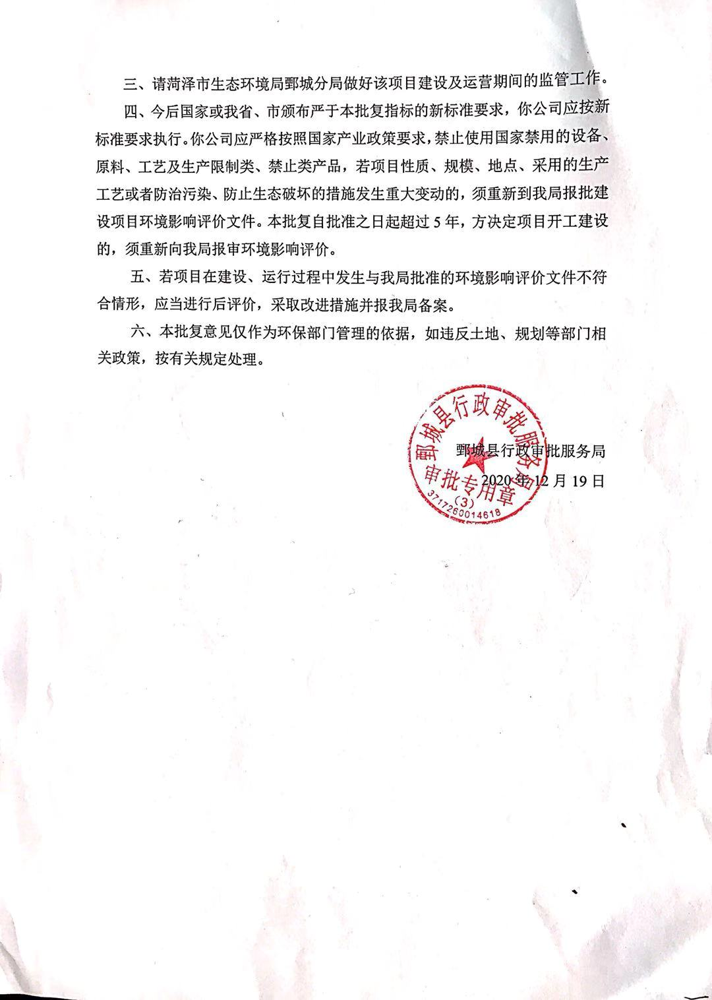 三、请菏泽市生态环境局鄄城分局做好该项目建设及运营期间的监管工作。
四、今后国家或我省、市颁布严于本批复指标的新标准要求，你公司应按新
标准要求执行。你公司应严格按照国家产业政策要求，禁止使用国家禁用的设备、
原料、工艺及生产限制类、禁止类产品，若项目性质、规模、地点、采用的生产
工艺或者防治污染、防止生态破坏的措施发生重大变动的，须重新到我局报批建
设项目环境影响评价文件。本批复自批准之日起超过 5 年，方决定项目开工建设
的，须重新向我局报审环境影响评价。
五、若项目在建设、运行过程中发生与我局批准的环境影响评价文件不符
合情形，应当进行后评价，采取改进措施并报我局备案。
六、本批复意见仅作为环保部门管理的依据，如违反土地、规划等部门相
关政策，按有关规定处理。
鄄城县行政审批服务局
2020 年 12 月 19 日
鄄城县行政审批服务局
审批专用章
（3）
3717260014618